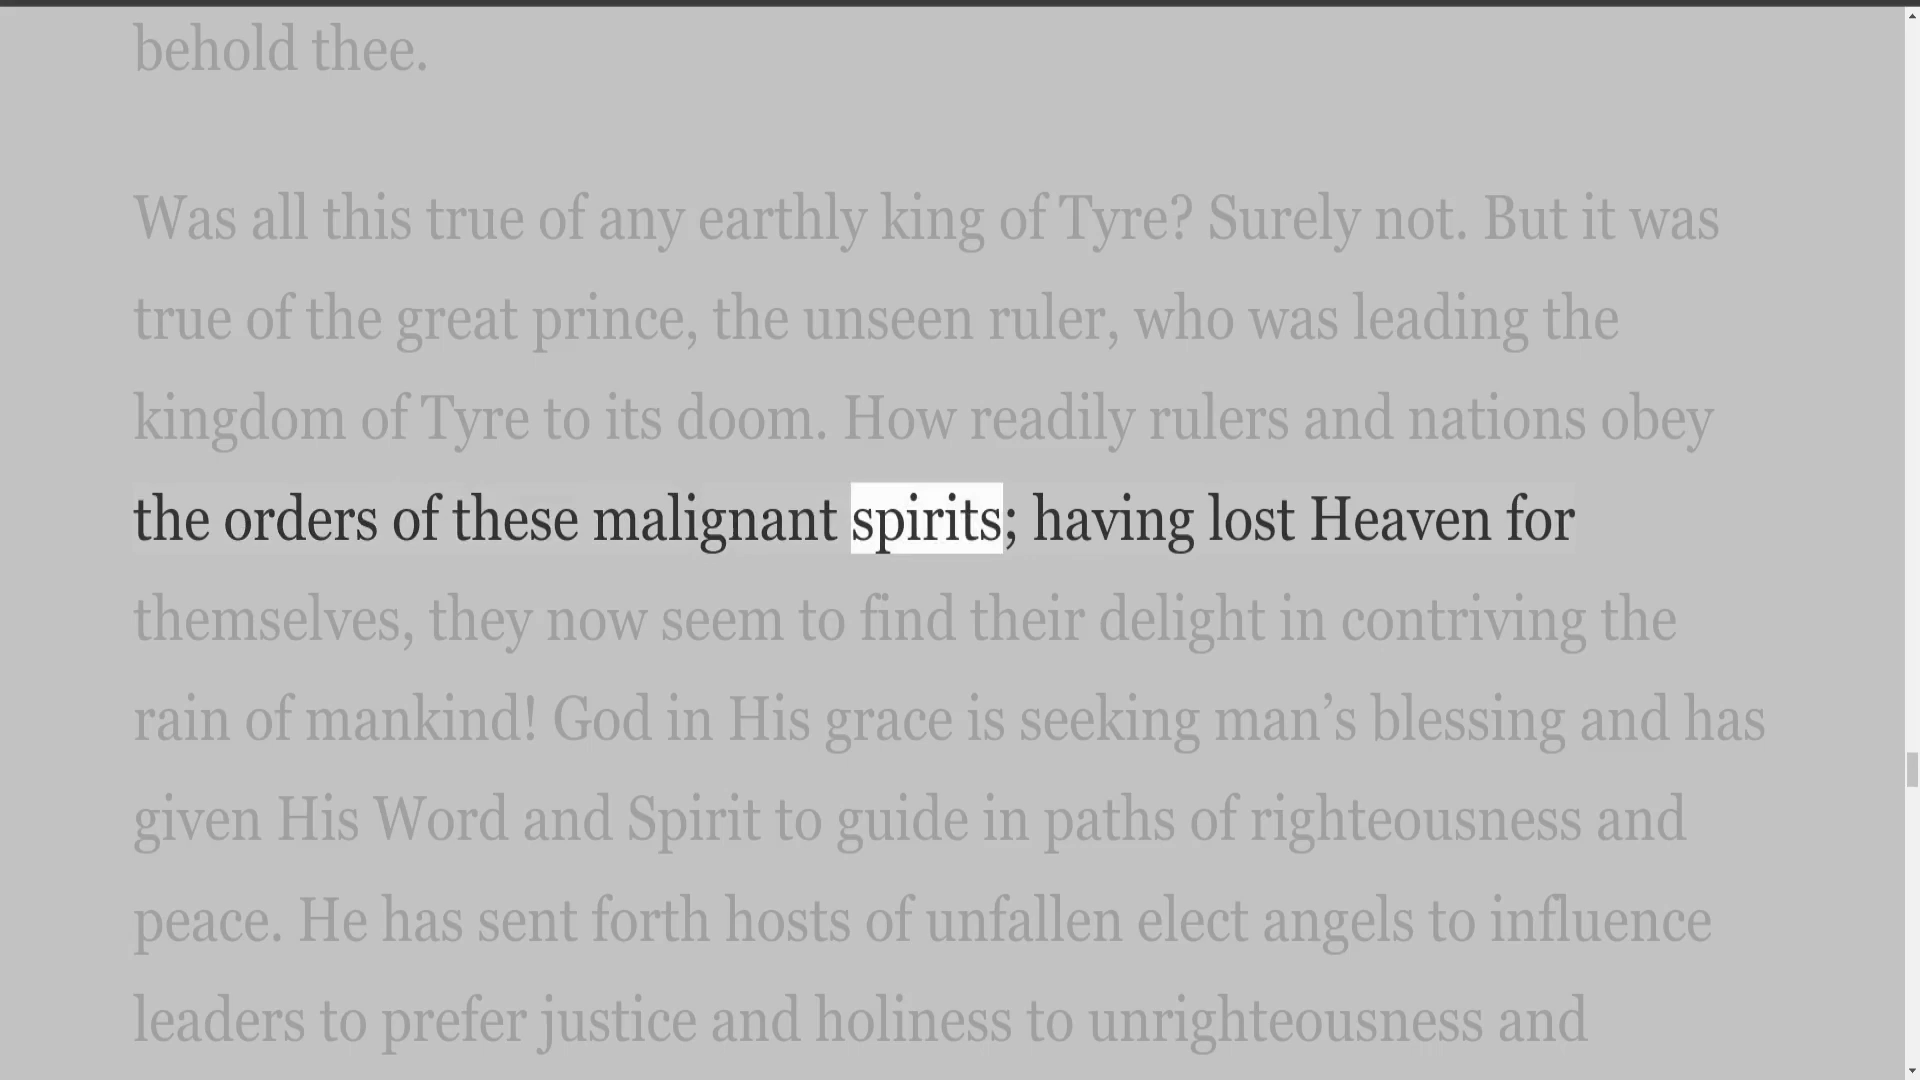 behold thee.
Was all this true of any earthly king of Tyre? Surely not. But it was
true of the great prince, the unseen ruler, who was leading the
kingdom of Tyre to its doom. How readily rulers and nations obey
the orders of these malignant spirits; having lost Heaven for
themselves, they now seem to find their delight in contriving the
rain of mankind! God in His grace is seeking man’s blessing and has
given His Word and Spirit to guide in paths of righteousness and
peace. He has sent forth hosts of unfallen elect angels to influence
leaders to prefer justice and holiness to unrighteousness and